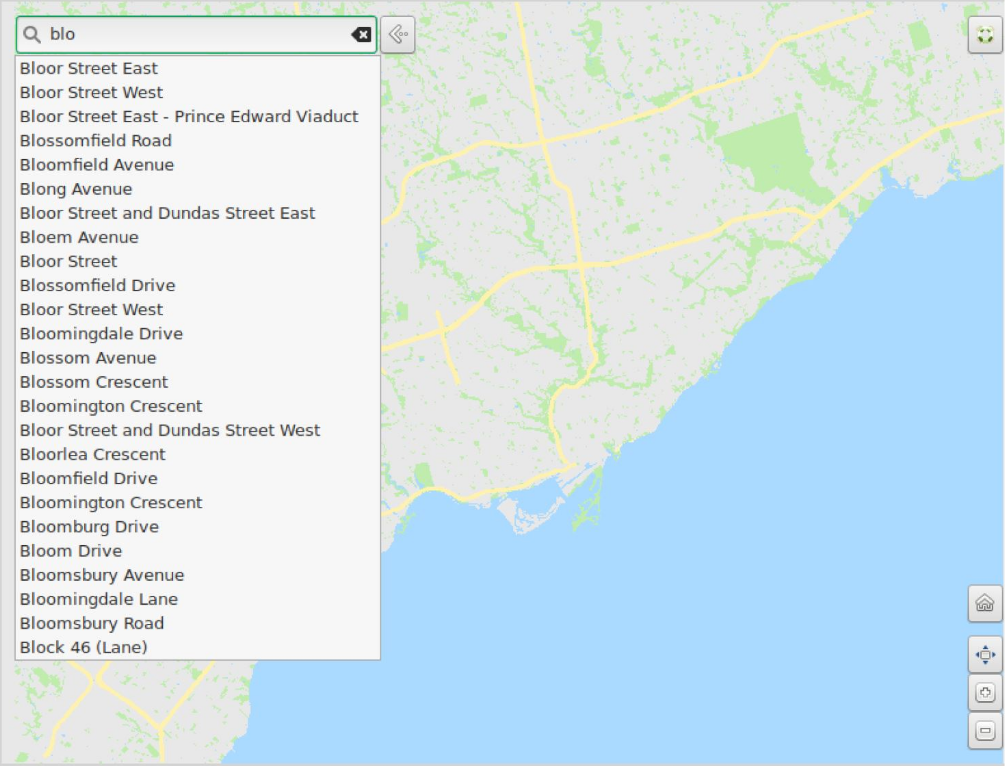 blo
Bloor Street East
Bloor Street West
Bloor Street East - Prince Edward Viaduct
Blossomfield Road
Bloomfield Avenue
Blong Avenue
Bloor Street and Dundas Street East
Bloem Avenue
Bloor Street
Blossomfield Drive
Bloor Street West
Bloomingdale Drive
Blossom Avenue
Blossom Crescent
Bloomington Crescent
Bloor Street and Dundas Street West
Bloorlea Crescent
Bloomfield Drive
Bloomington Crescent
Bloomburg Drive
Bloom Drive
Bloomsbury Avenue
Bloomingdale Lane
Bloomsbury Road
Block 46 (Lane)